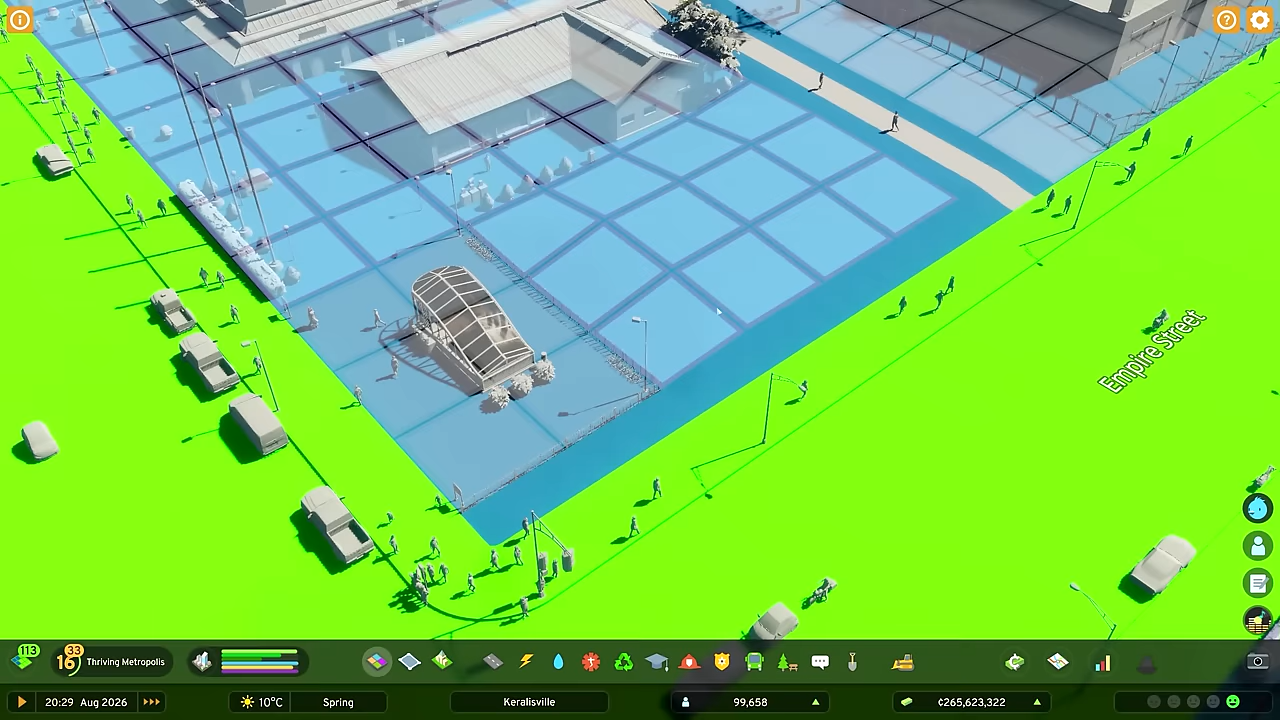 Empire Street
113
33
16
Thriving Metropolis
20:29 Aug 2026
10°C
Spring
Keralisville
99,658
¢265,623,322